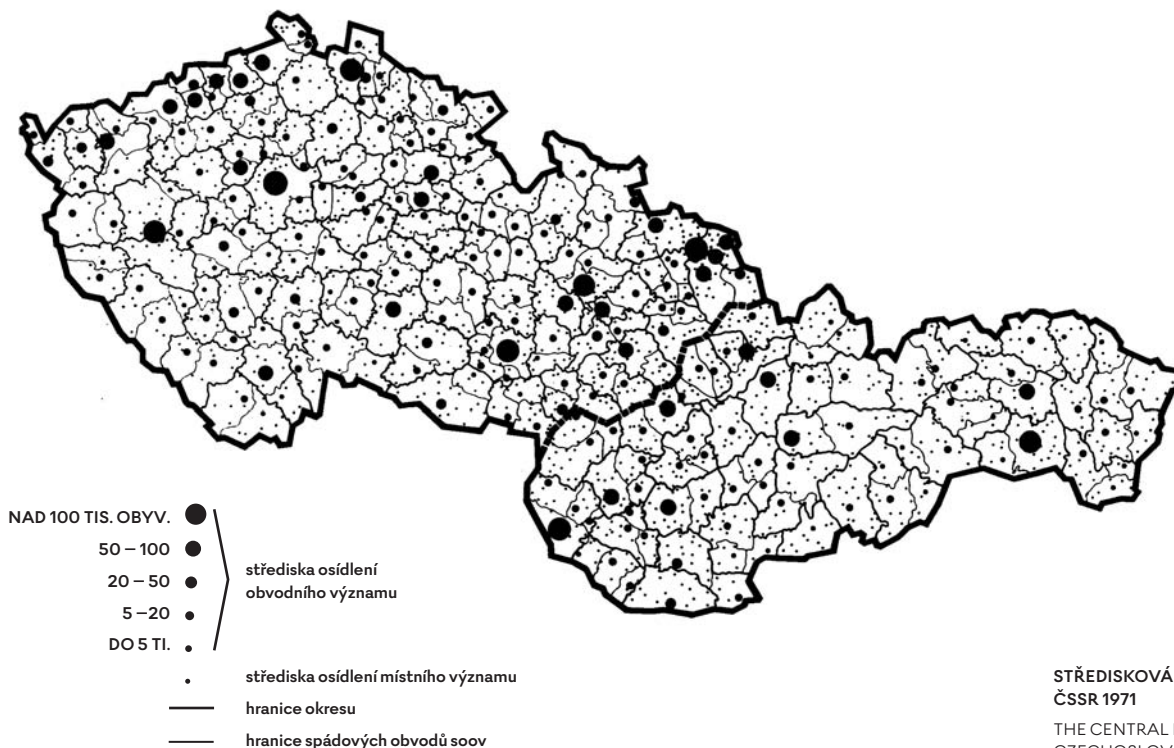 NAD 100 TIS. OBYV.
50 – 100
20 – 50
5 – 20
DO 5 TI.
střediska osídlení
obvodního významu
střediska osídlení místního významu
hranice okresu
hranice spádových obvodů soov
STŘEDISKOVÁ
ČSSR 1971
THE CENTRAL